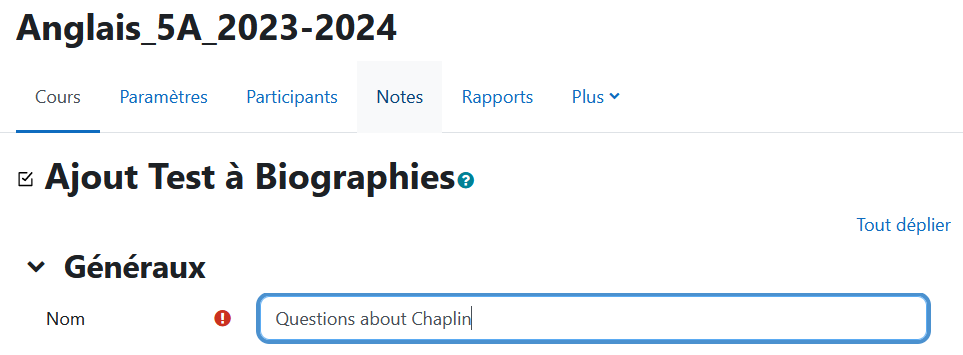 Anglais_5A_2023-2024
Cours Paramètres Participants Notes Rapports Plus
Ajout Test à Biographies
Tout déplier
Généraux
Nom Questions about Chaplin